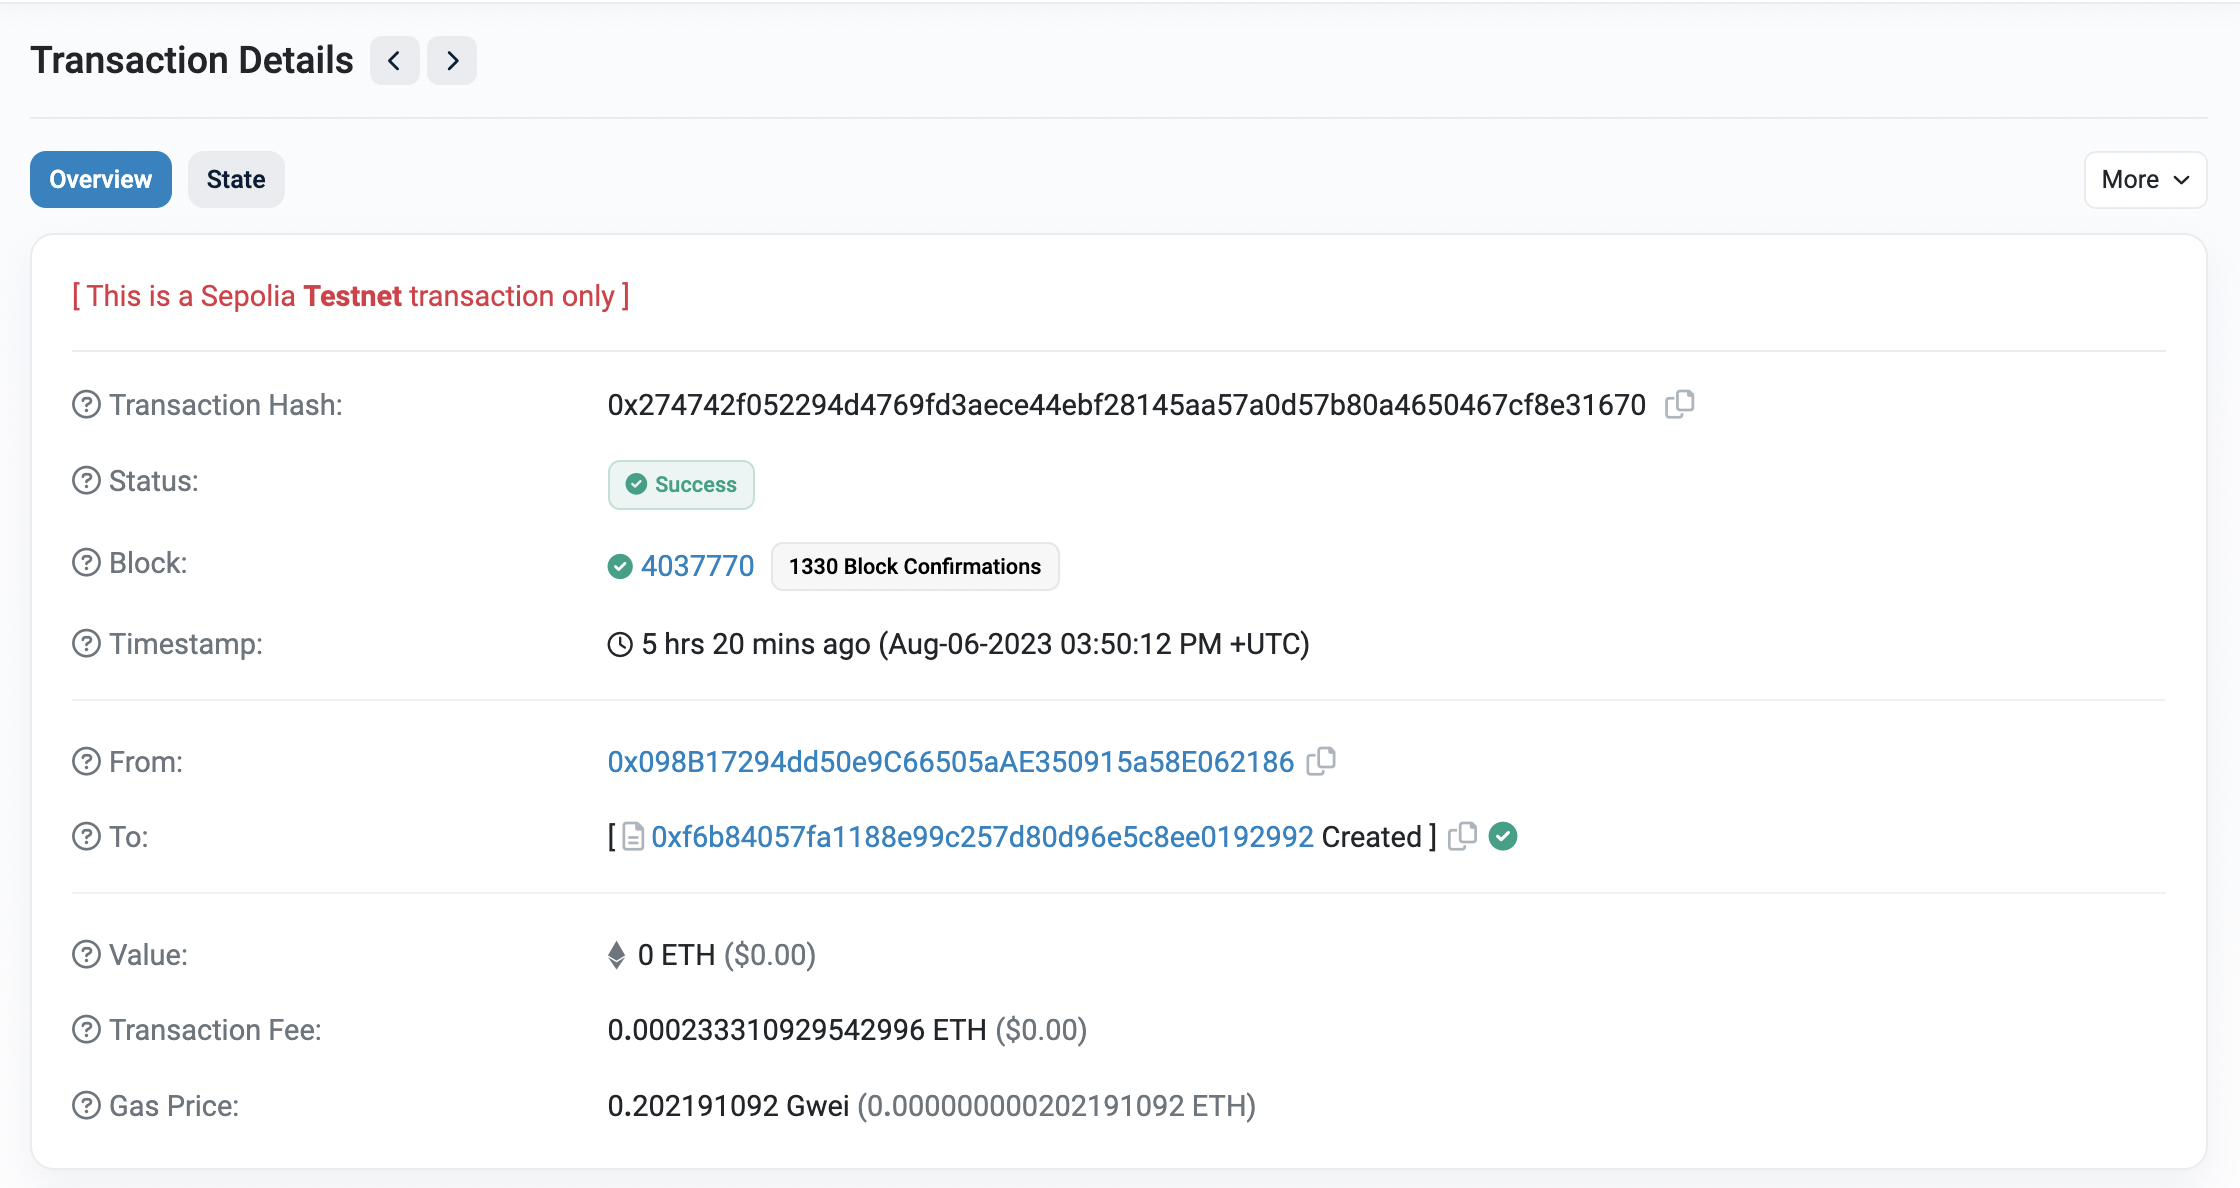 Transaction Details
Overview State More
[ This is a Sepolia Testnet transaction only ]
Transaction Hash: 0x274742f052294d4769fd3aece44ebf28145aa57a0d57b80a4650467cf8e31670
Status: Success
Block: 4037770 1330 Block Confirmations
Timestamp: 5 hrs 20 mins ago (Aug-06-2023 03:50:12 PM +UTC)
From: 0x098B17294dd50e9C66505aAE350915a58E062186
To: [ 0xf6b84057fa1188e99c257d80d96e5c8ee0192992 Created ]
Value: 0 ETH ($0.00)
Transaction Fee: 0.000233310929542996 ETH ($0.00)
Gas Price: 0.202191092 Gwei (0.000000000202191092 ETH)